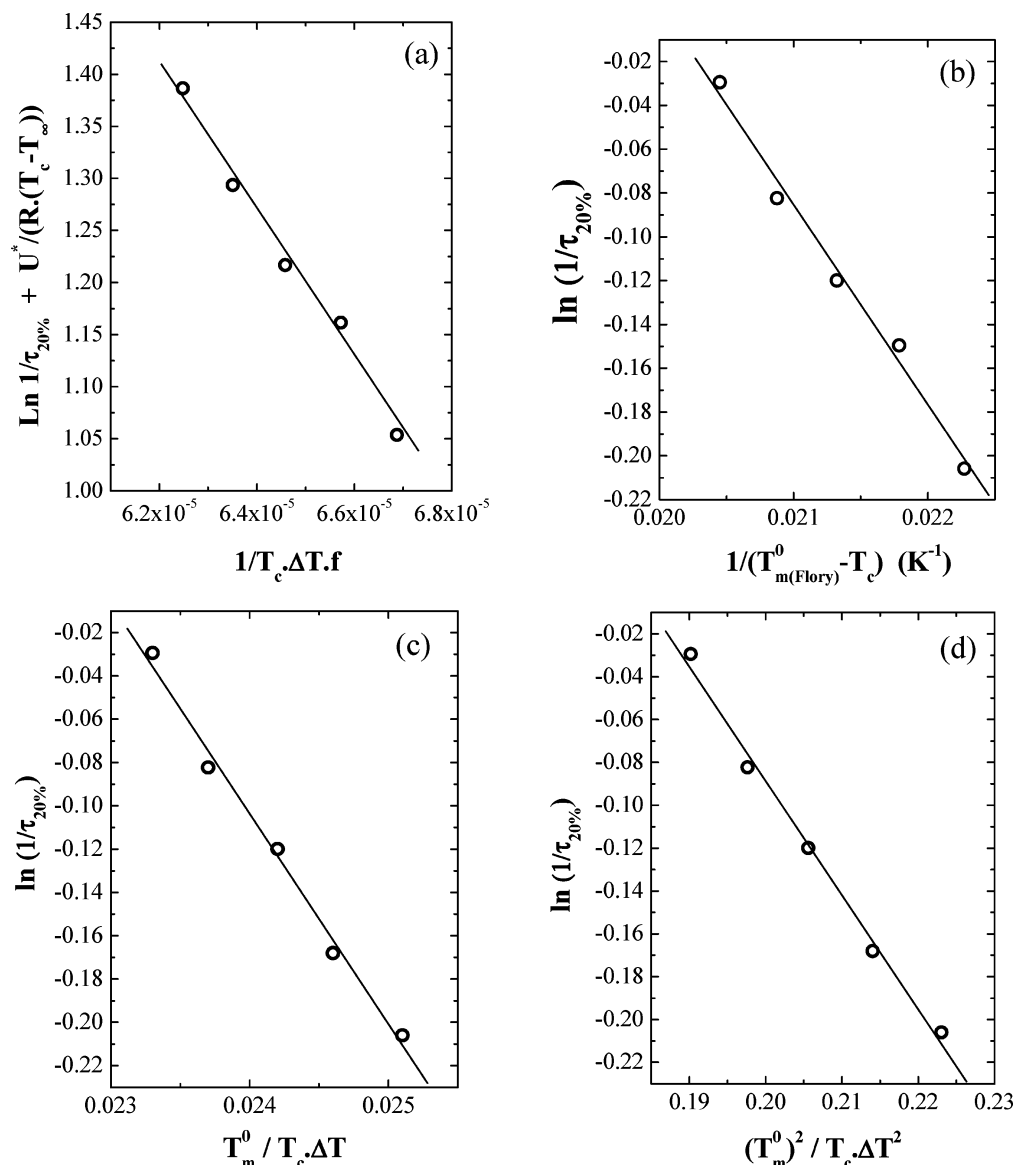 (a)
Ln 1/τ20% + U*/(R.(Tc-T∞))
1.45
1.40
1.35
1.30
1.25
1.20
1.15
1.10
1.05
1.00
6.2x10-5 6.4x10-5 6.6x10-5 6.8x10-5
1/Tc.ΔT.f
(b)
ln (1/τ20%)
-0.02
-0.04
-0.06
-0.08
-0.10
-0.12
-0.14
-0.16
-0.18
-0.20
-0.22
0.020 0.021 0.022
1/(T0m(Flory)-Tc) (K-1)
(c)
ln (1/τ20%)
-0.02
-0.04
-0.06
-0.08
-0.10
-0.12
-0.14
-0.16
-0.18
-0.20
-0.22
0.023 0.024 0.025
T0m / Tc.ΔT
(d)
ln (1/τ20%)
-0.02
-0.04
-0.06
-0.08
-0.10
-0.12
-0.14
-0.16
-0.18
-0.20
-0.22
0.19 0.20 0.21 0.22 0.23
(T0m)2 / Tc.ΔT2